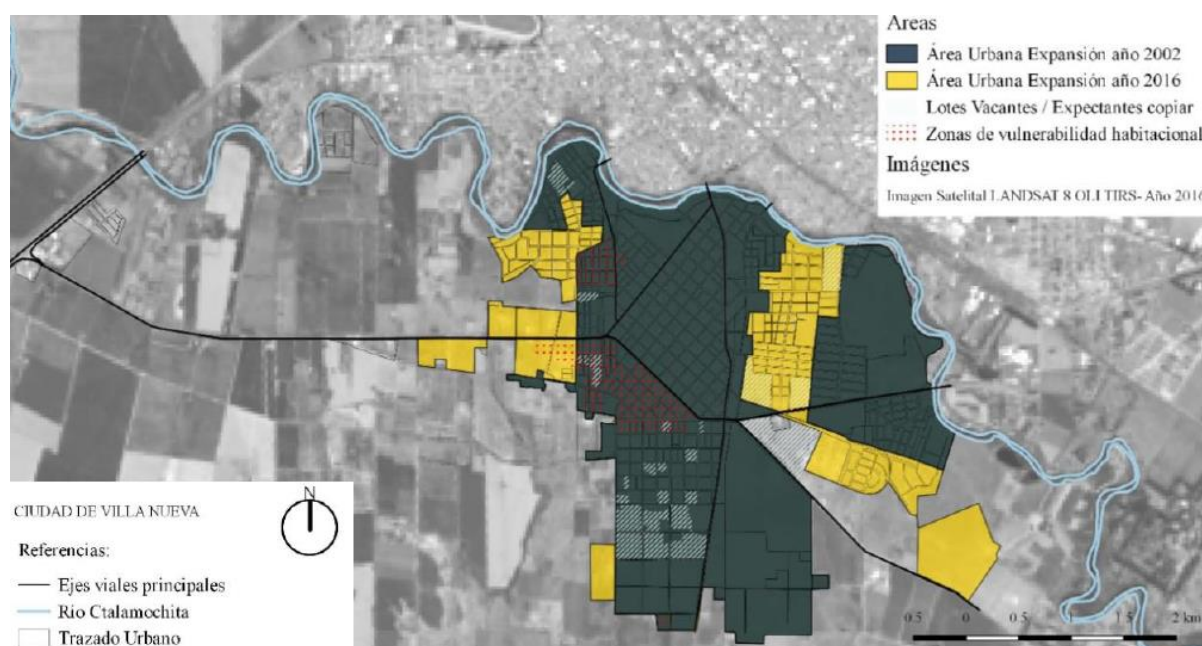 Areas
Área Urbana Expansión año 2002
Área Urbana Expansión año 2016
Lotes Vacantes / Expectantes copiar
Zonas de vulnerabilidad habitacional
Imágenes
Imagen Satelital LANDSAT 8 OLI TIRS- Año 2016
CIUDAD DE VILLA NUEVA
N
Referencias:
Ejes viales principales
Río Ctalamochita
Trazado Urbano
0.5 0 0.5 1 1.5 2 km